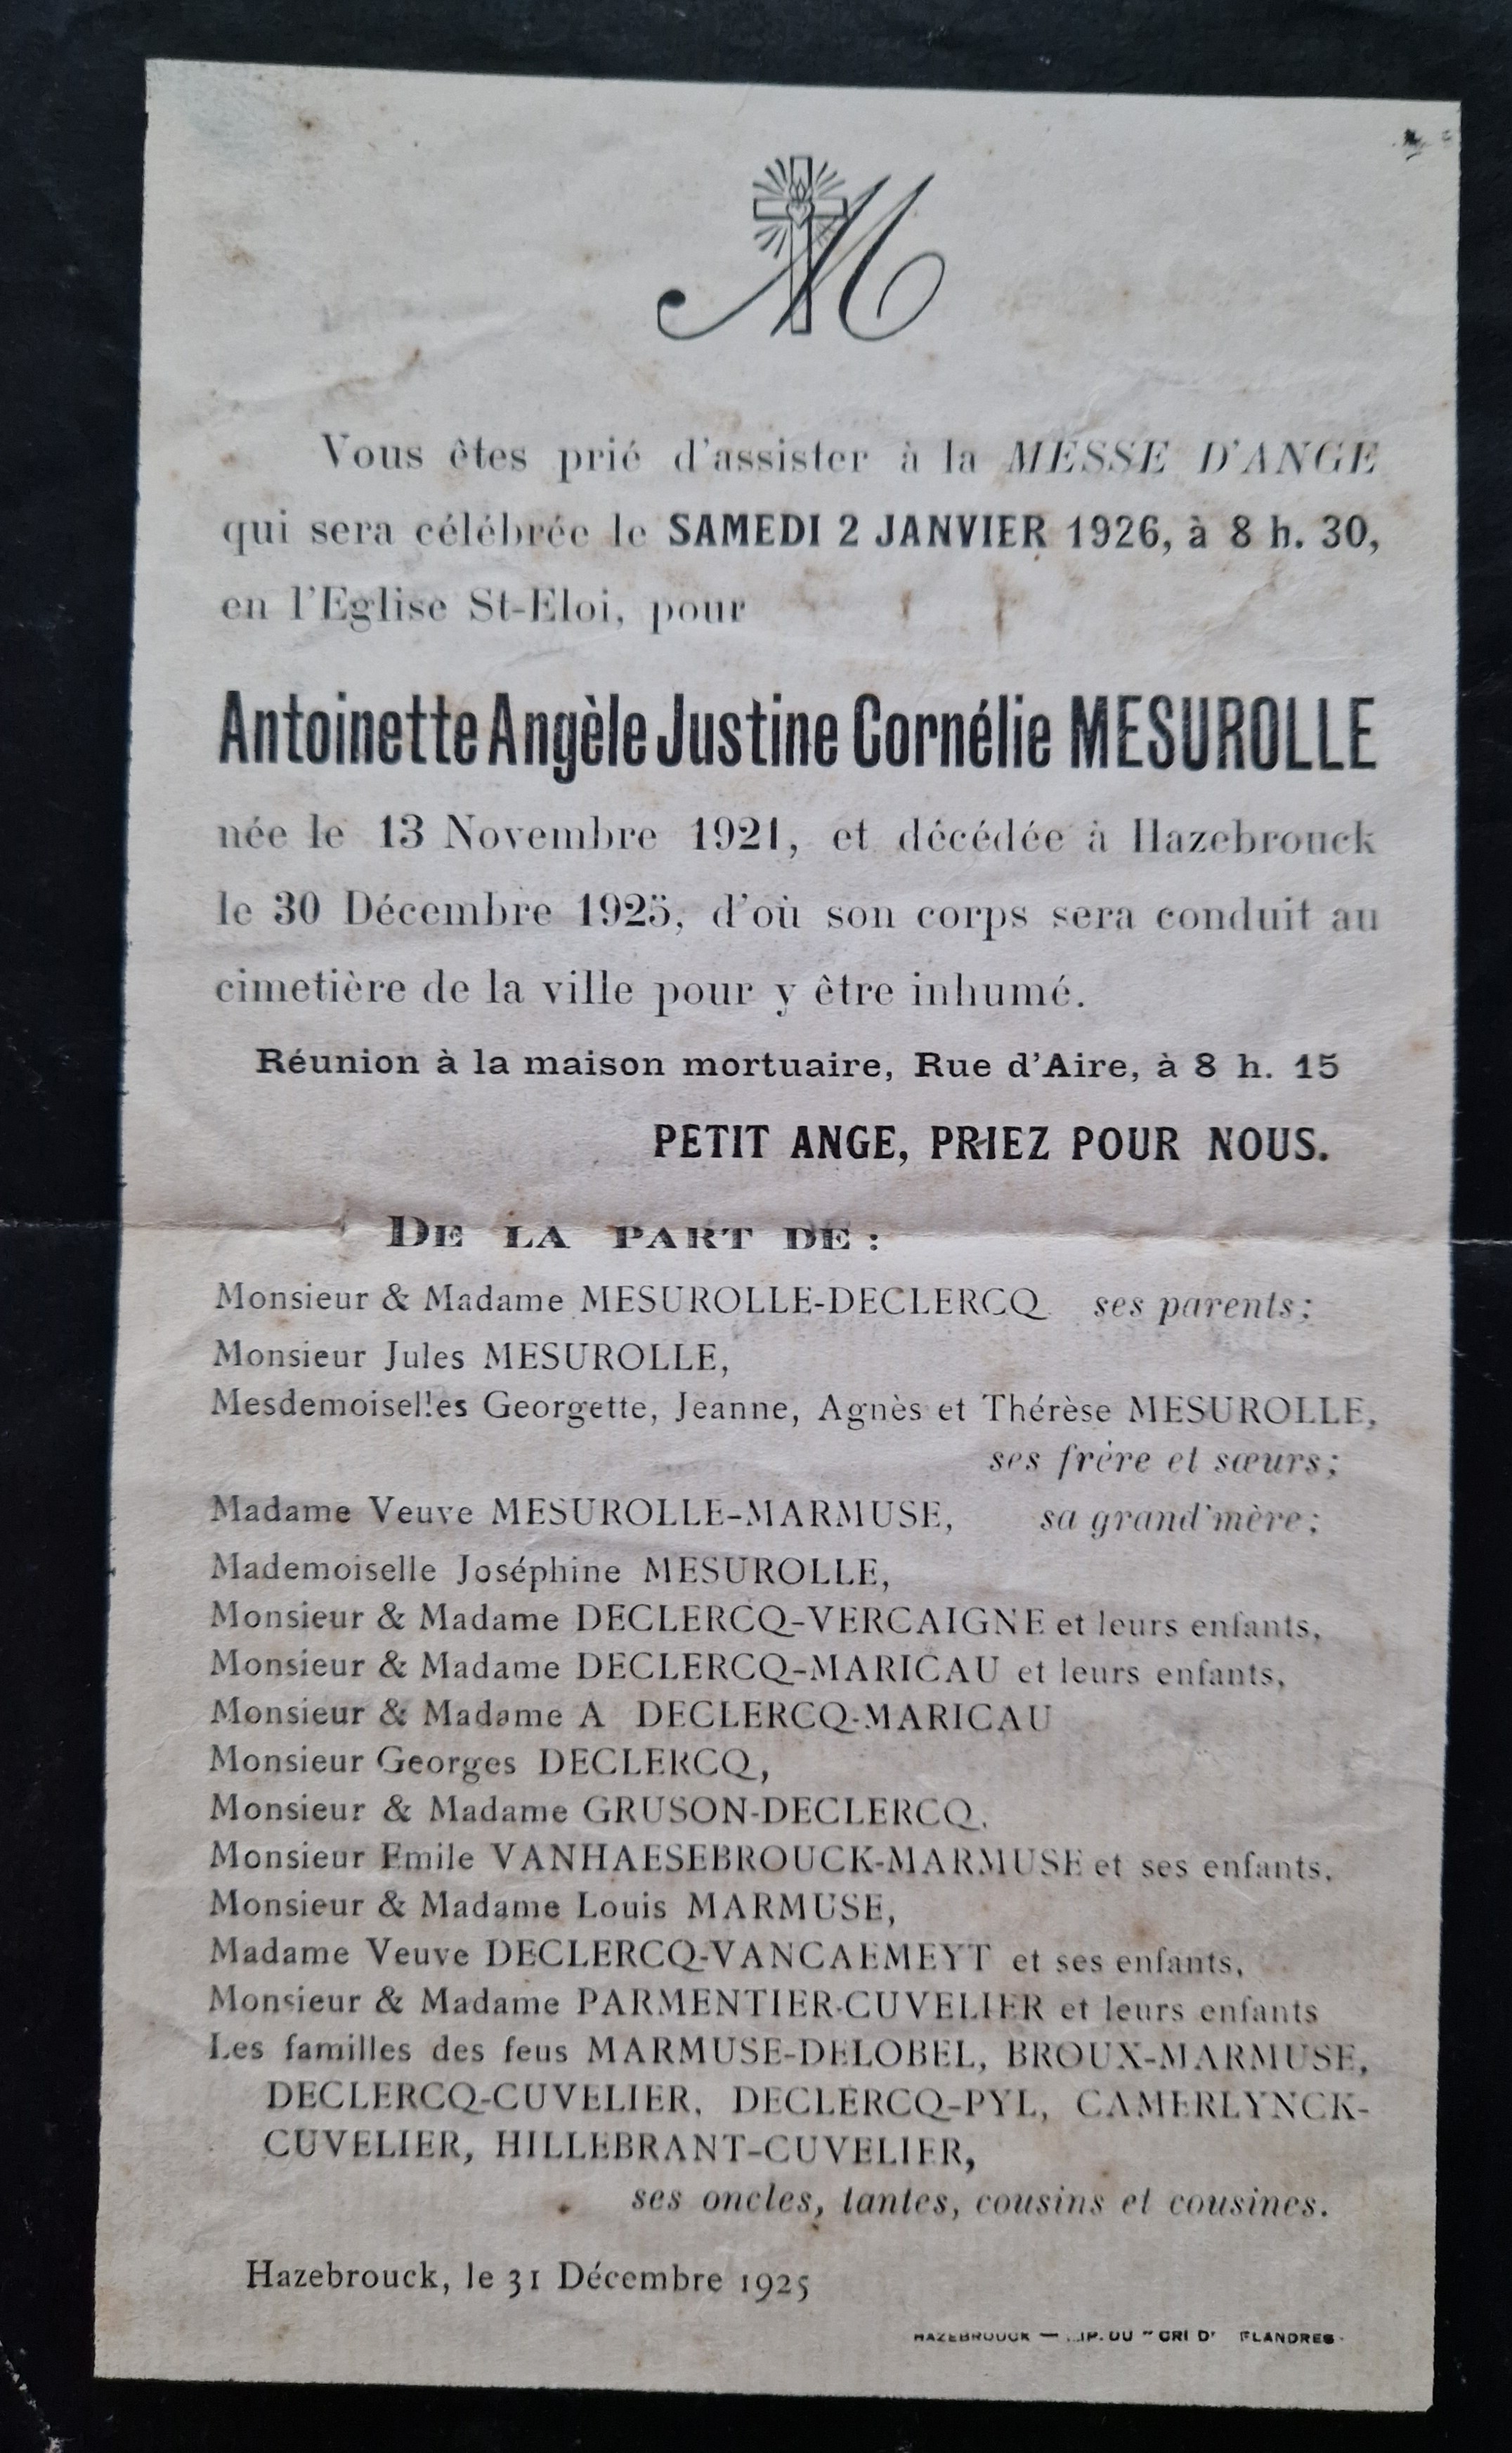 M
Vous êtes prié d'assister à la MESSE D'ANGE
qui sera célébrée le SAMEDI 2 JANVIER 1926, à 8 h. 30,
en l'Eglise St-Eloi, pour
Antoinette Angèle Justine Cornélie MESUROLLE
née le 13 Novembre 1921, et décédée à Hazebrouck
le 30 Décembre 1925, d'où son corps sera conduit au
cimetière de la ville pour y être inhumé.
Réunion à la maison mortuaire, Rue d'Aire, à 8 h. 15
PETIT ANGE, PRIEZ POUR NOUS.
DE LA PART DE :
Monsieur & Madame MESUROLLE-DECLERCQ ses parents;
Monsieur Jules MESUROLLE,
Mesdemoiselles Georgette, Jeanne, Agnès et Thérèse MESUROLLE,
ses frère et sœurs;
Madame Veuve MESUROLLE-MARMUSE, sa grand'mère;
Mademoiselle Joséphine MESUROLLE,
Monsieur & Madame DECLERCQ-VERCAIGNE et leurs enfants,
Monsieur & Madame DECLERCQ-MARICAU et leurs enfants,
Monsieur & Madame A DECLERCQ-MARICAU
Monsieur Georges DECLERCQ,
Monsieur & Madame GRUSON-DECLERCQ,
Monsieur Emile VANHAESEBROUCK-MARMUSE et ses enfants,
Monsieur & Madame Louis MARMUSE,
Madame Veuve DECLERCQ-VANCAEMEYT et ses enfants,
Monsieur & Madame PARMENTIER-CUVELIER et leurs enfants
Les familles des feus MARMUSE-DELOBEL, BROUX-MARMUSE,
DECLERCQ-CUVELIER, DECLERCQ-PYL, CAMERLYNCK-
CUVELIER, HILLEBRANT-CUVELIER,
ses oncles, tantes, cousins et cousines.
Hazebrouck, le 31 Décembre 1925
HAZEBROUCK — IMP. DU "CRI D' FLANDRES